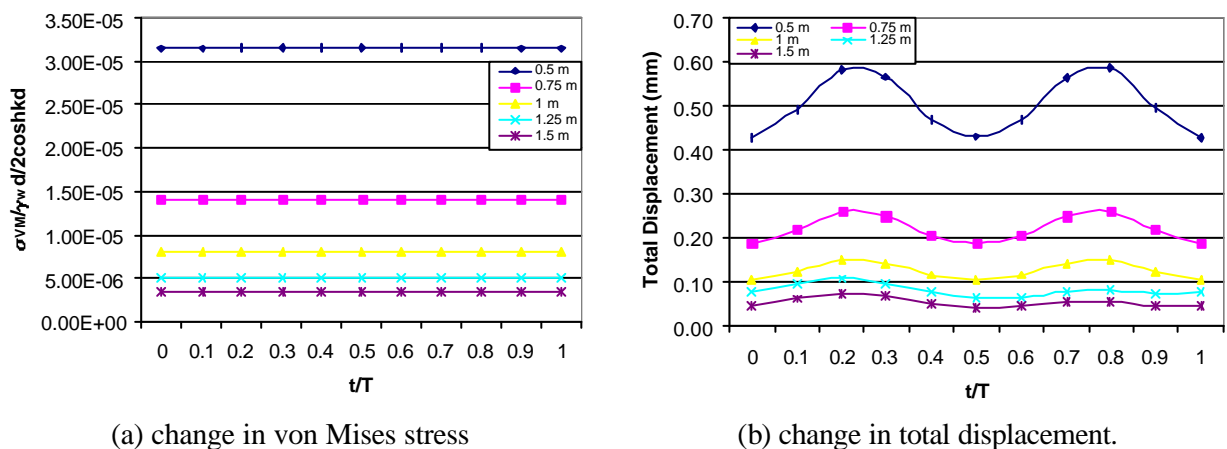 3.50E-05
3.00E-05
2.50E-05
2.00E-05
1.50E-05
1.00E-05
5.00E-06
0.00E+00
σVM/γw d/2coshkd
0 0.1 0.2 0.3 0.4 0.5 0.6 0.7 0.8 0.9 1
t/T
0.5 m
0.75 m
1 m
1.25 m
1.5 m
(a) change in von Mises stress
0.70
0.60
0.50
0.40
0.30
0.20
0.10
0.00
Total Displacement (mm)
0.5 m 0.75 m
1 m 1.25 m
1.5 m
0 0.1 0.2 0.3 0.4 0.5 0.6 0.7 0.8 0.9 1
t/T
(b) change in total displacement.